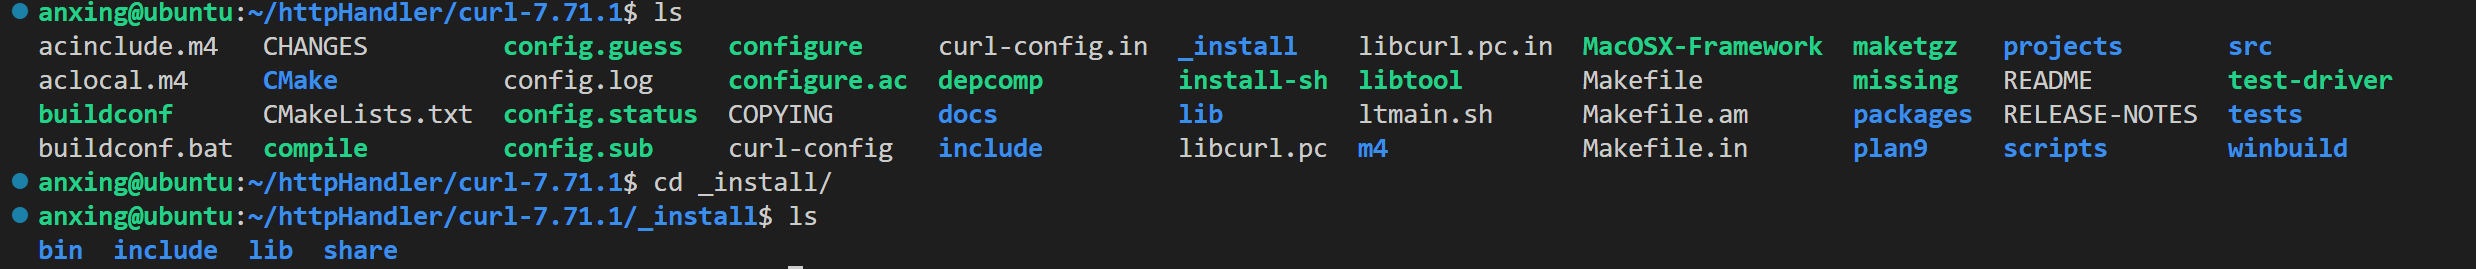 anxing@ubuntu:~/httpHandler/curl-7.71.1$ ls
acinclude.m4 CHANGES config.guess configure curl-config.in _install libcurl.pc.in MacOSX-Framework maketgz projects src
aclocal.m4 CMake config.log configure.ac depcomp install-sh libtool Makefile missing README test-driver
buildconf CMakeLists.txt config.status COPYING docs lib ltmain.sh Makefile.am packages RELEASE-NOTES tests
buildconf.bat compile config.sub curl-config include libcurl.pc m4 Makefile.in plan9 scripts winbuild
anxing@ubuntu:~/httpHandler/curl-7.71.1$ cd _install/
anxing@ubuntu:~/httpHandler/curl-7.71.1/_install$ ls
bin include lib share